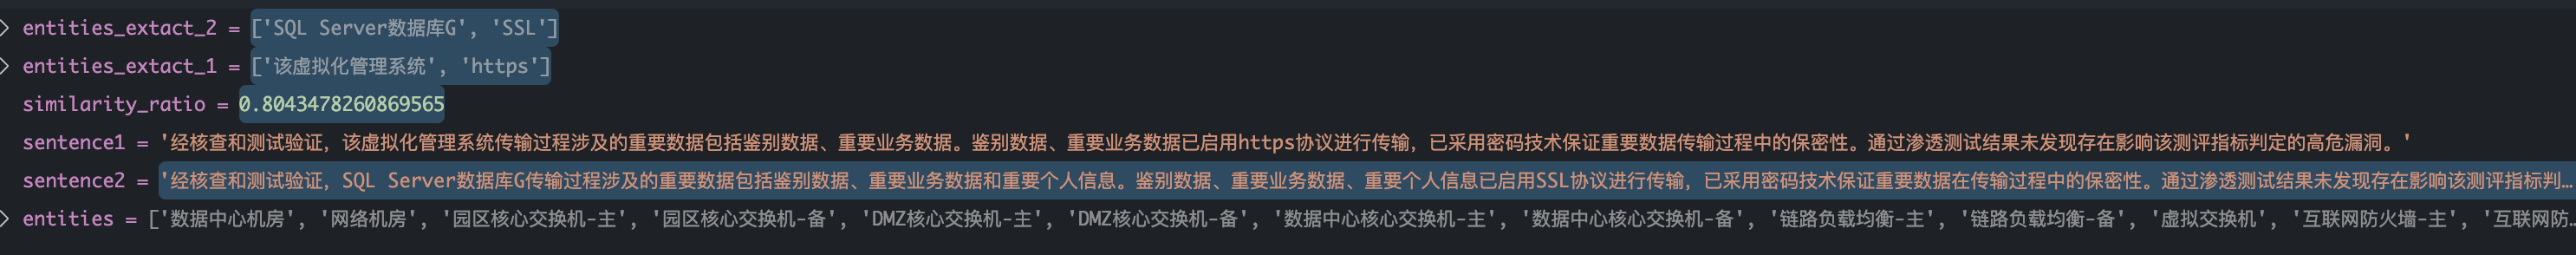 entities_extact_2 = ['SQL Server数据库G', 'SSL']
entities_extact_1 = ['该虚拟化管理系统', 'https']
similarity_ratio = 0.8043478260869565
sentence1 = '经核查和测试验证，该虚拟化管理系统传输过程涉及的重要数据包括鉴别数据、重要业务数据。鉴别数据、重要业务数据已启用https协议进行传输，已采用密码技术保证重要数据传输过程中的保密性。通过渗透测试结果未发现存在影响该测评指标判定的高危漏洞。'
sentence2 = '经核查和测试验证，SQL Server数据库G传输过程涉及的重要数据包括鉴别数据、重要业务数据和重要个人信息。鉴别数据、重要业务数据、重要个人信息已启用SSL协议进行传输，已采用密码技术保证重要数据在传输过程中的保密性。通过渗透测试结果未发现存在影响该测评指标判…
entities = ['数据中心机房', '网络机房', '园区核心交换机-主', '园区核心交换机-备', 'DMZ核心交换机-主', 'DMZ核心交换机-备', '数据中心核心交换机-主', '数据中心核心交换机-备', '链路负载均衡-主', '链路负载均衡-备', '虚拟交换机', '互联网防火墙-主', '互联网防…